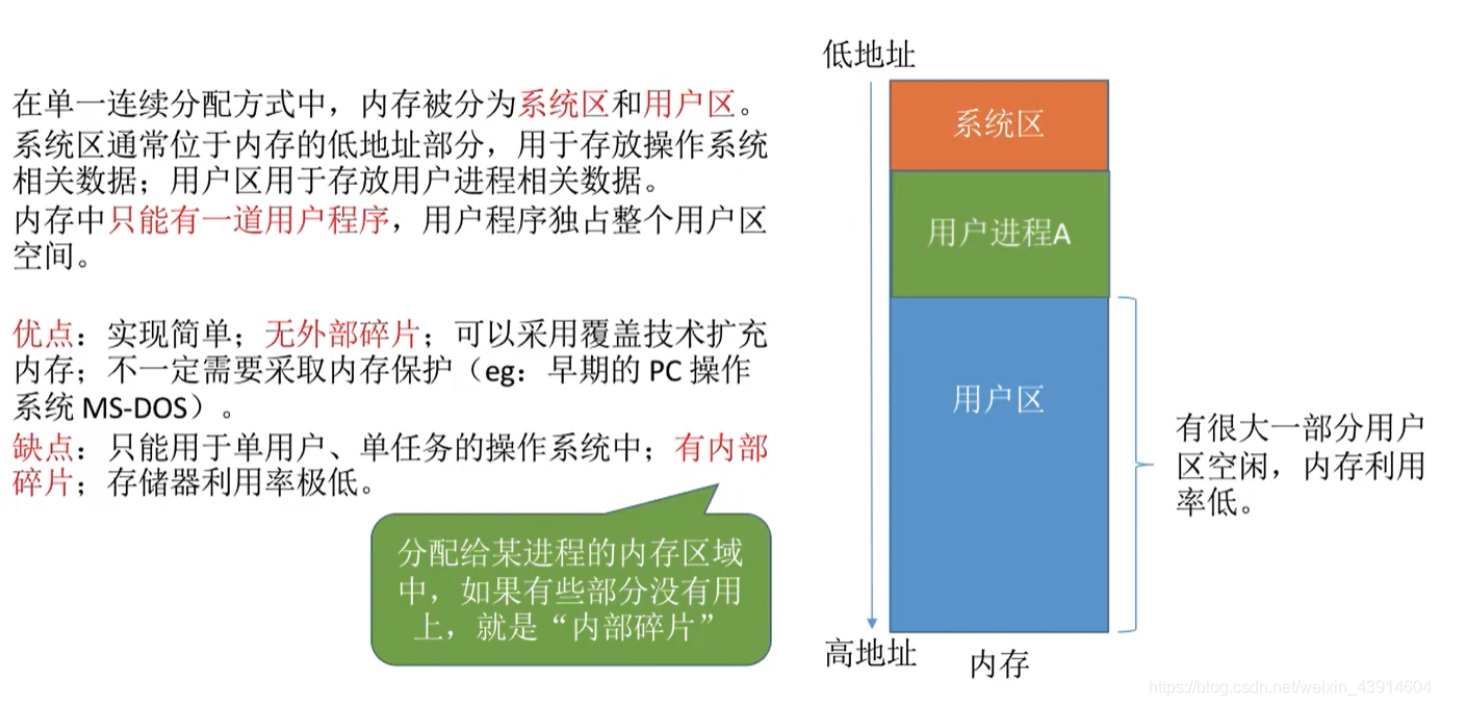 在单一连续分配方式中，内存被分为系统区和用户区。
系统区通常位于内存的低地址部分，用于存放操作系统
相关数据；用户区用于存放用户进程相关数据。
内存中只能有一道用户程序，用户程序独占整个用户区
空间。
优点：实现简单；无外部碎片；可以采用覆盖技术扩充
内存；不一定需要采取内存保护（eg：早期的 PC 操作
系统 MS-DOS）。
缺点：只能用于单用户、单任务的操作系统中；有内部
碎片；存储器利用率极低。
分配给某进程的内存区域
中，如果有些部分没有用
上，就是“内部碎片”
低地址
系统区
用户进程A
用户区
高地址
内存
有很大一部分用户
区空闲，内存利用
率低。
https://blog.csdn.net/weixin_43914604